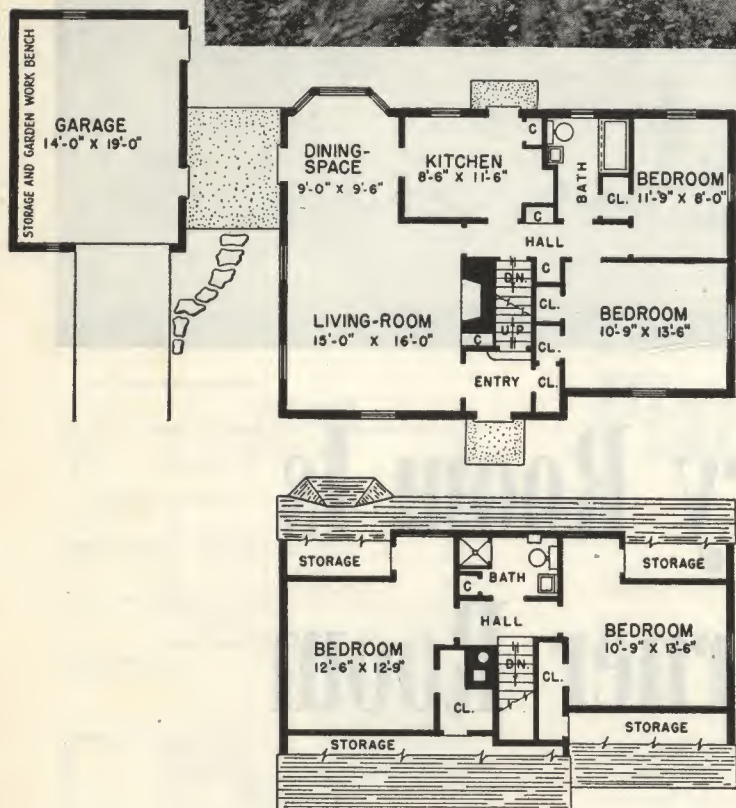 STORAGE AND GARDEN WORK BENCH
GARAGE
14'-0" X 19'-0"
DINING-
SPACE
9'-0" X 9'-6"
KITCHEN
8'-6" X 11'-6"
C
C
BATH
CL.
BEDROOM
11'-9" X 8'-0"
HALL
LIVING-ROOM
15'-0" X 16'-0"
C
DN.
UP
C
CL.
CL.
CL.
BEDROOM
10'-9" X 13'-6"
ENTRY
STORAGE
BATH
C
STORAGE
HALL
BEDROOM
12'-6" X 12'-9"
DN.
CL.
CL.
BEDROOM
10'-9" X 13'-6"
STORAGE
STORAGE